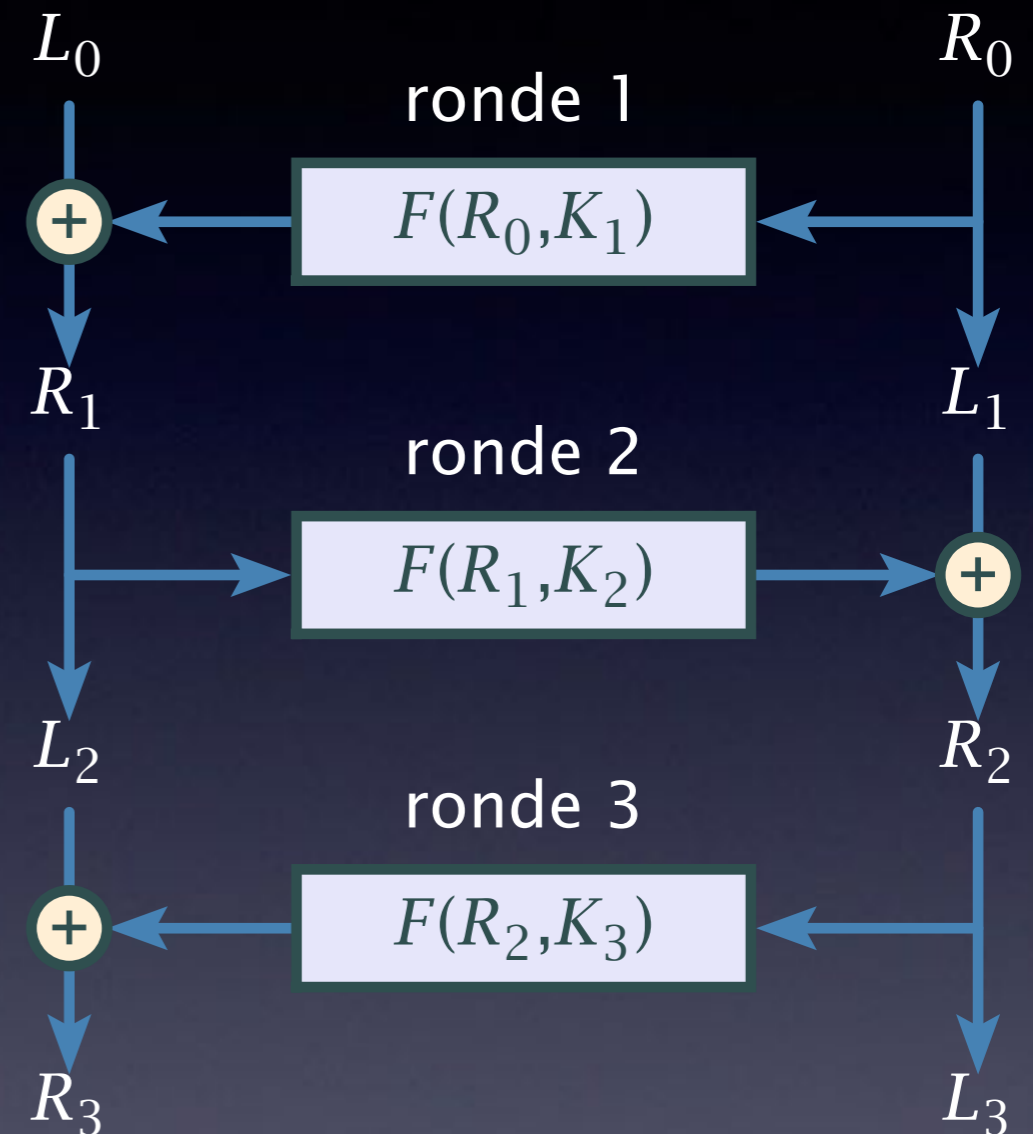 L₀ R₀
ronde 1
+ F(R₀,K₁)
R₁ L₁
ronde 2
F(R₁,K₂) +
L₂ R₂
ronde 3
+ F(R₂,K₃)
R₃ L₃